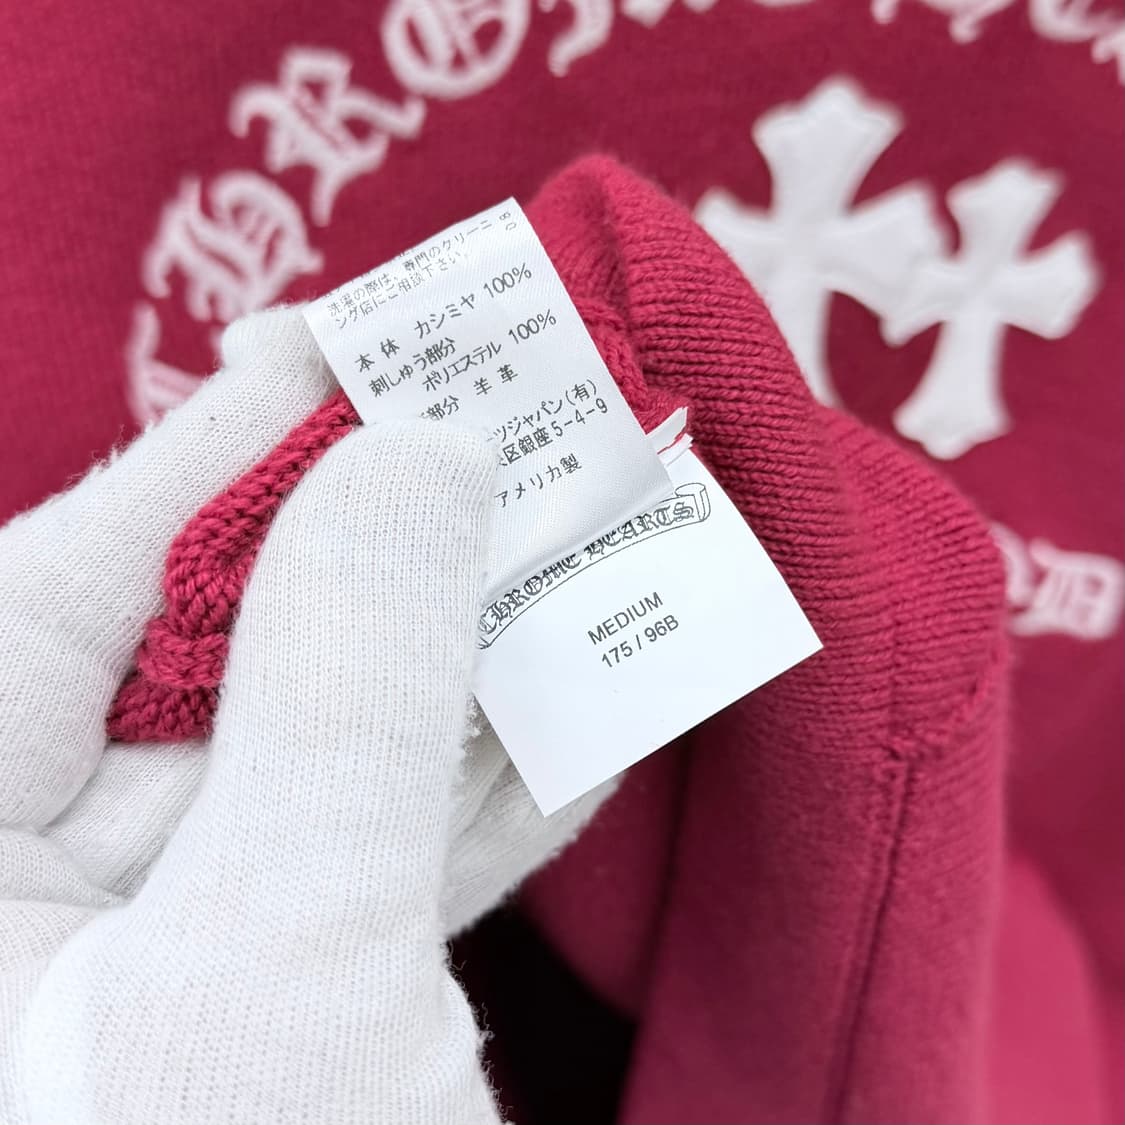 CHROME
洗濯の際は、専門のクリーニ
ング店にご相談下さい。
本体 カシミヤ 100%
刺しゅう部分
ポリエステル 100%
部分 羊革
ツジャパン(有)
区銀座5-4-9
アメリカ製
CHROME HEARTS
MEDIUM
175 / 96B